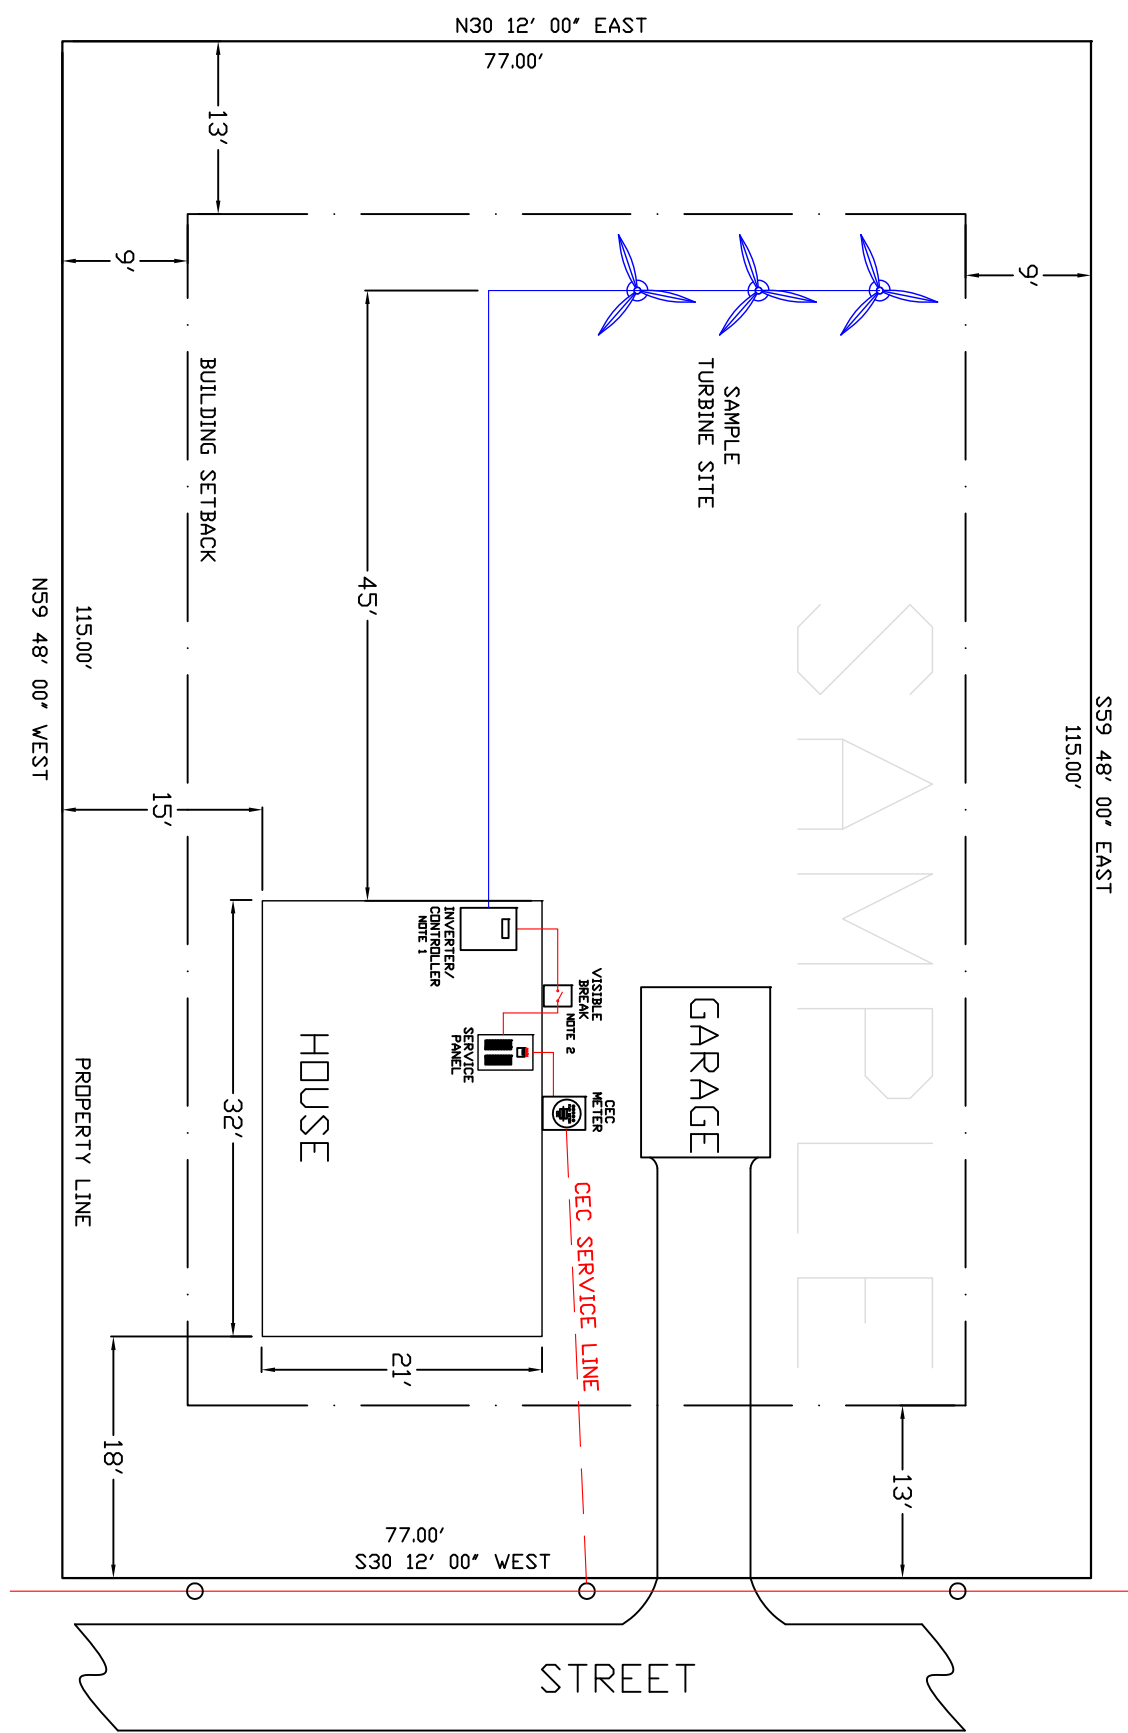 N30 12' 00" EAST
77.00'
13'
9'
9'
SAMPLE
TURBINE SITE
BUILDING SETBACK
45'
N59 48' 00" WEST
115.00'
S59 48' 00" EAST
115.00'
SAMPLE
15'
INVERTER/
CONTROLLER
NOTE 1
VISIBLE
BREAK
NOTE 2
SERVICE
PANEL
CEC
METER
GARAGE
HOUSE
32'
PROPERTY LINE
CEC SERVICE LINE
21'
18'
13'
77.00'
S30 12' 00" WEST
STREET